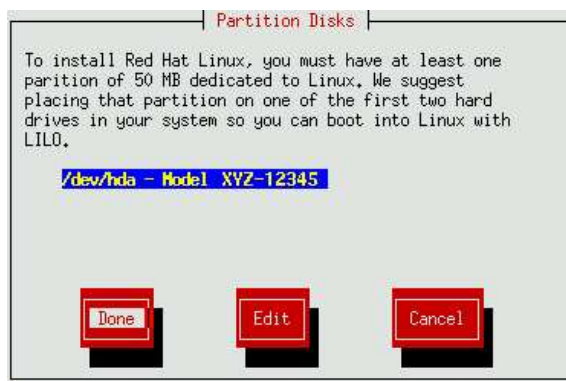 Partition Disks
To install Red Hat Linux, you must have at least one
parition of 50 MB dedicated to Linux. We suggest
placing that partition on one of the first two hard
drives in your system so you can boot into Linux with
LILO.
/dev/hda - Model XYZ-12345
Done Edit Cancel